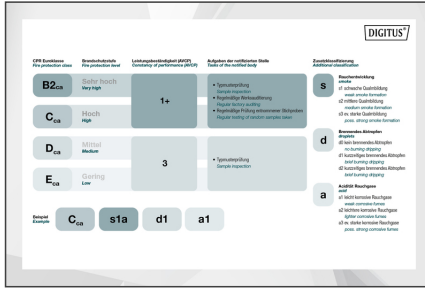 DIGITUS®
CPR Euroklasse
Fire protection class
Brandschutzstufe
Fire protection level
Leistungsbeständigkeit (AVCP)
Constancy of performance (AVCP)
Aufgaben der notifizierten Stelle
Tasks of the notified body
Zusatzklassifizierung
Additional classification
B2ca
Sehr hoch
Very high
Cca
Hoch
High
1+
• Typmusterprüfung
Sample inspection
• Regelmäßige Werksauditierung
Regular factory auditing
• Regelmäßige Prüfung entnommener Stichproben
Regular testing of random samples taken
Dca
Mittel
Medium
Eca
Gering
Low
3
• Typmusterprüfung
Sample inspection
s
Rauchentwicklung
smoke
s1 schwache Qualmbildung
weak smoke formation
s2 mittlere Qualmbildung
medium smoke formation
s3 ev. starke Qualmbildung
poss. strong smoke formation
d
Brennendes Abtropfen
droplets
d0 kein brennendes Abtropfen
no burning dripping
d1 kurzzeitiges brennendes Abtropfen
brief burning dripping
d2 kurzzeitiges brennendes Abtropfen
brief burning dripping
a
Acidität Rauchgase
acid
a1 leicht korrosive Rauchgase
weak corrosive fumes
a2 leichtere korrosive Rauchgase
lighter corrosive fumes
a3 ev. starke korrosive Rauchgase
poss. strong corrosive fumes
Beispiel
Example
Cca
s1a
d1
a1